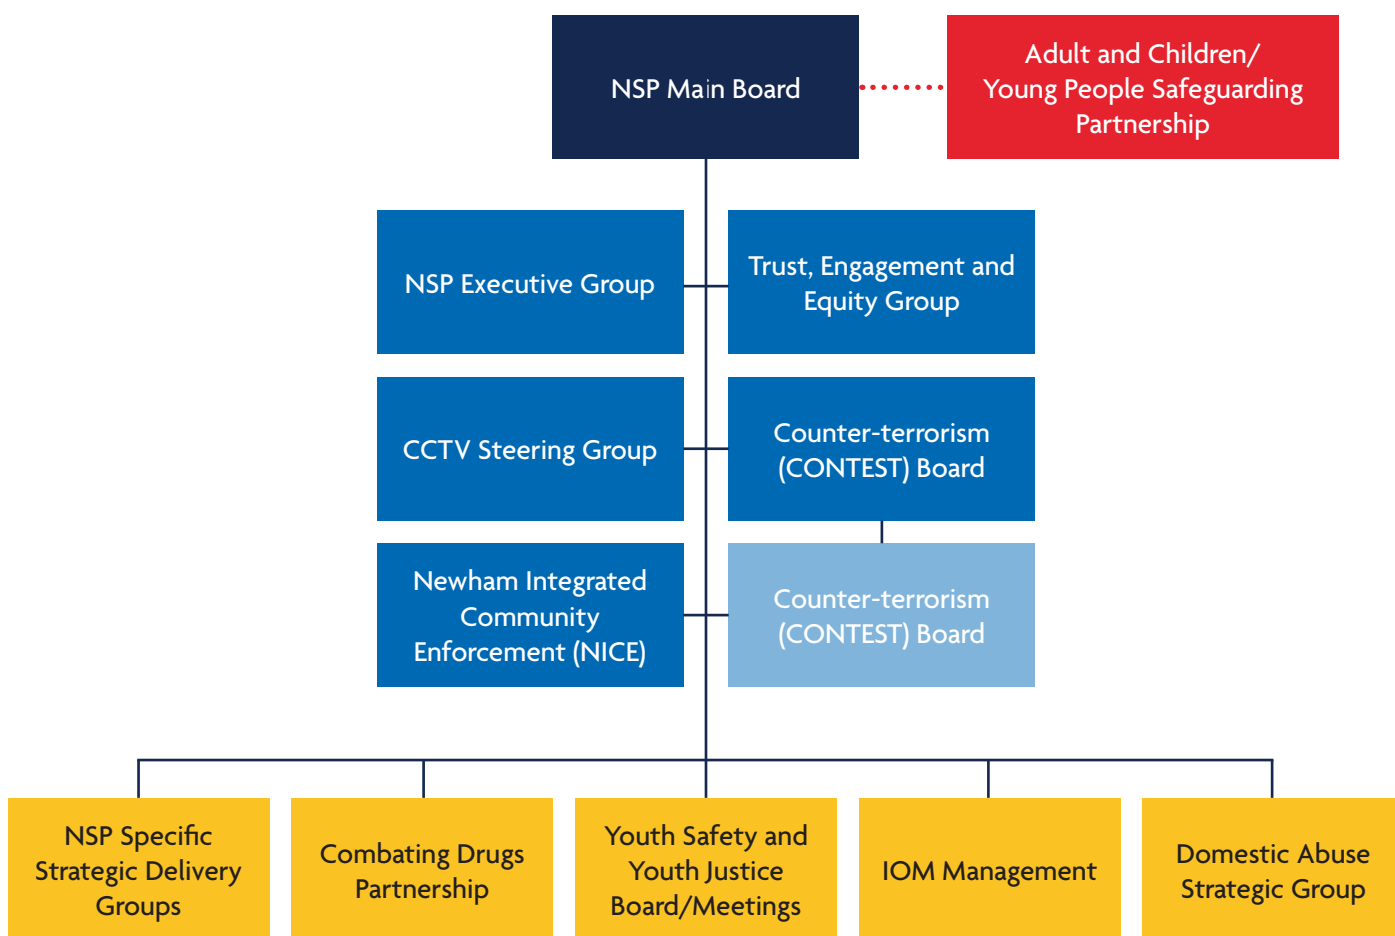 NSP Main Board
Adult and Children/
Young People Safeguarding
Partnership
NSP Executive Group
Trust, Engagement and
Equity Group
CCTV Steering Group
Counter-terrorism
(CONTEST) Board
Newham Integrated
Community
Enforcement (NICE)
Counter-terrorism
(CONTEST) Board
NSP Specific
Strategic Delivery
Groups
Combating Drugs
Partnership
Youth Safety and
Youth Justice
Board/Meetings
IOM Management
Domestic Abuse
Strategic Group